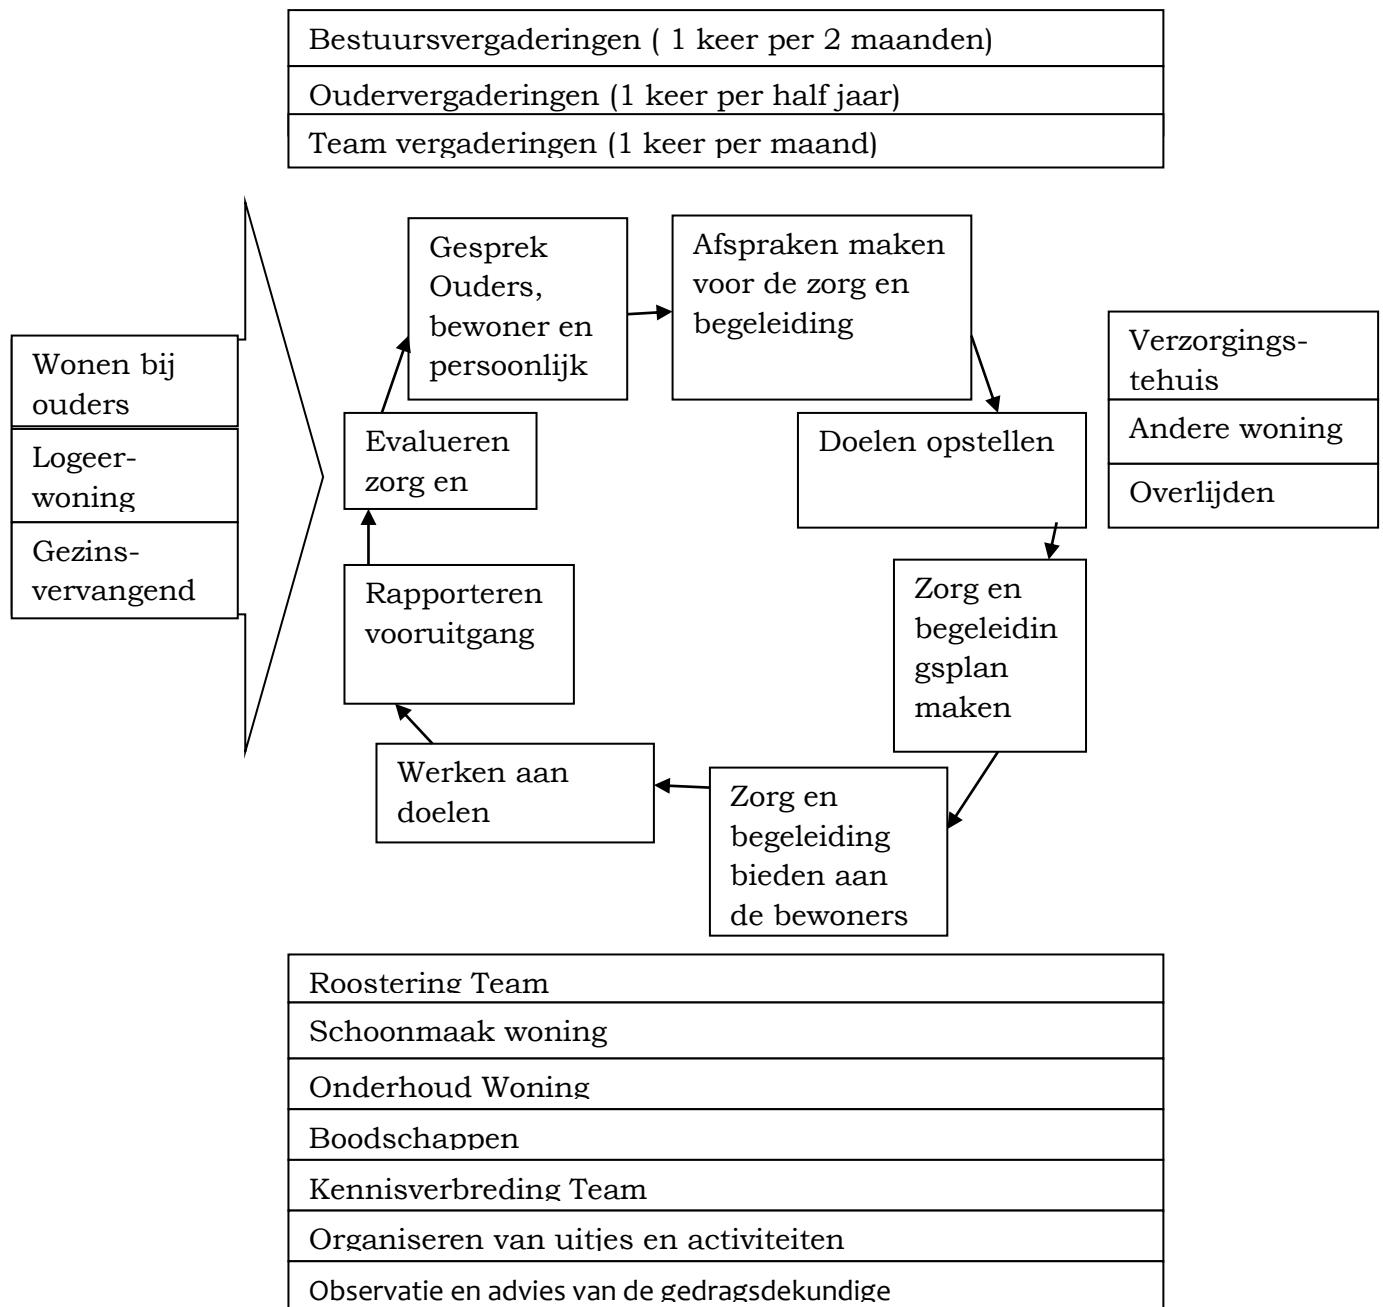 Bestuursvergaderingen ( 1 keer per 2 maanden)
Oudervergaderingen (1 keer per half jaar)
Team vergaderingen (1 keer per maand)
Gesprek
Ouders,
bewoner en
persoonlijk
Afspraken maken
voor de zorg en
begeleiding
Wonen bij
ouders
Logeer-
woning
Gezins-
vervangend
Verzorgings-
tehuis
Andere woning
Overlijden
Evalueren
zorg en
Doelen opstellen
Rapporteren
vooruitgang
Zorg en
begeleidin
gsplan
maken
Werken aan
doelen
Zorg en
begeleiding
bieden aan
de bewoners
Roostering Team
Schoonmaak woning
Onderhoud Woning
Boodschappen
Kennisverbreding Team
Organiseren van uitjes en activiteiten
Observatie en advies van de gedragsdekundige